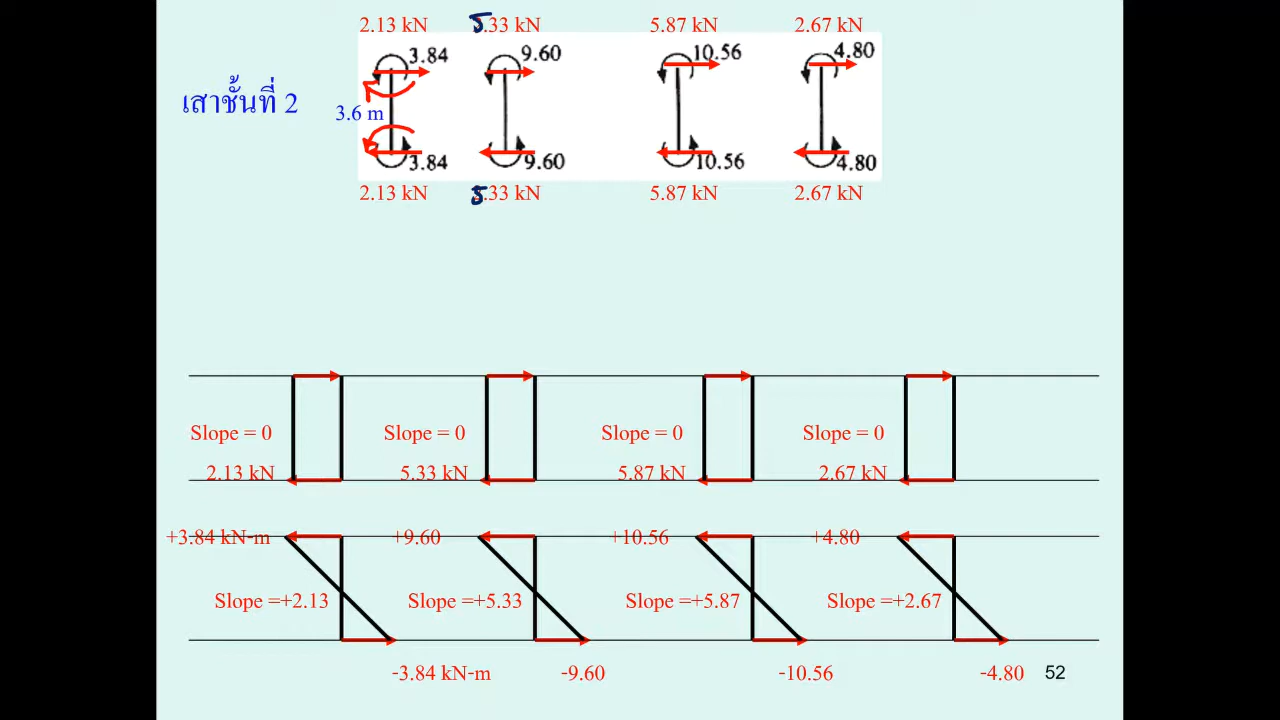 2.13 kN 5.33 kN 5.87 kN 2.67 kN
3.84 9.60 10.56 4.80
เสาชั้นที่ 2
3.6 m
3.84 9.60 10.56 4.80
2.13 kN 5.33 kN 5.87 kN 2.67 kN
Slope = 0 Slope = 0 Slope = 0 Slope = 0
2.13 kN 5.33 kN 5.87 kN 2.67 kN
+3.84 kN-m +9.60 +10.56 +4.80
Slope =+2.13 Slope =+5.33 Slope =+5.87 Slope =+2.67
-3.84 kN-m -9.60 -10.56 -4.80 52